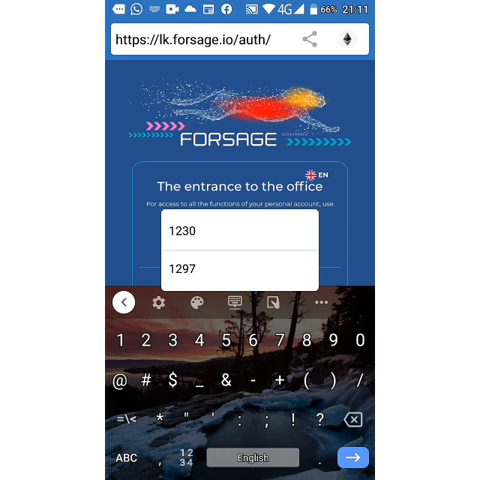 4G 66% 21:11
https://lk.forsage.io/auth/
FORSAGE
EN
The entrance to the office
For access to all the functions of your personal account, use
1230
1297
1 2 3 4 5 6 7 8 9 0
@ # $ _ & - + ( ) /
=\< * " ' : ; ! ?
ABC , 12 34 English .